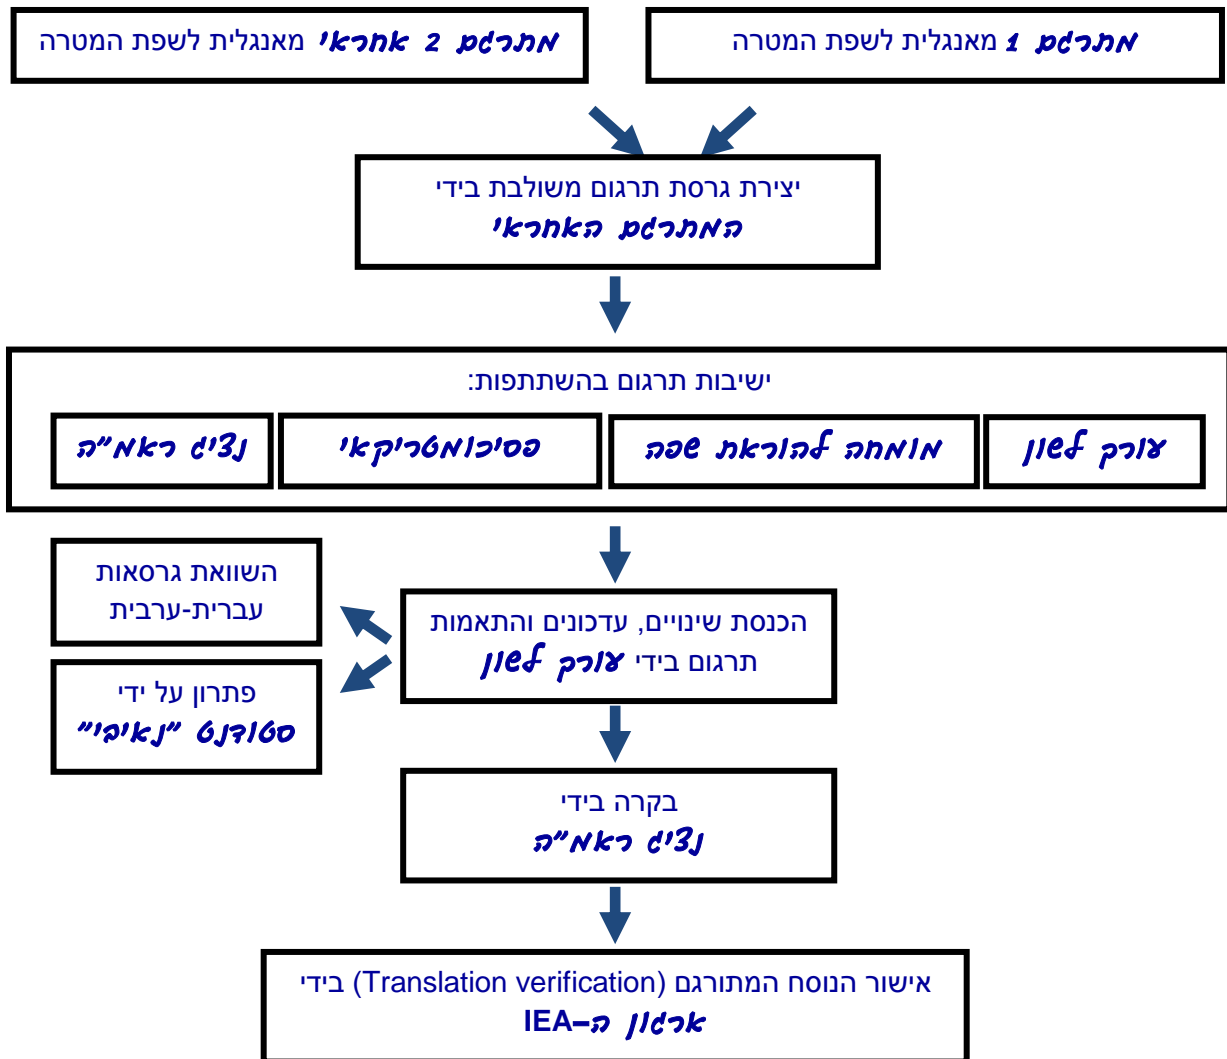 מתרגם 1 מאנגלית לשפת המטרה
מתרגם 2 אחראי מאנגלית לשפת המטרה
יצירת גרסת תרגום משולבת בידי
המתרגם האחראי
ישיבות תרגום בהשתתפות:
עורך לשון
מומחה להוראת שפה
פסיכומטריקאי
נציג ראמ"ה
הכנסת שינויים, עדכונים והתאמות
תרגום בידי עורך לשון
השוואת גרסאות
עברית-ערבית
פתרון על ידי
סטודנט "נאיבי"
בקרה בידי
נציג ראמ"ה
אישור הנוסח המתורגם (Translation verification) בידי
ארגון ה–IEA